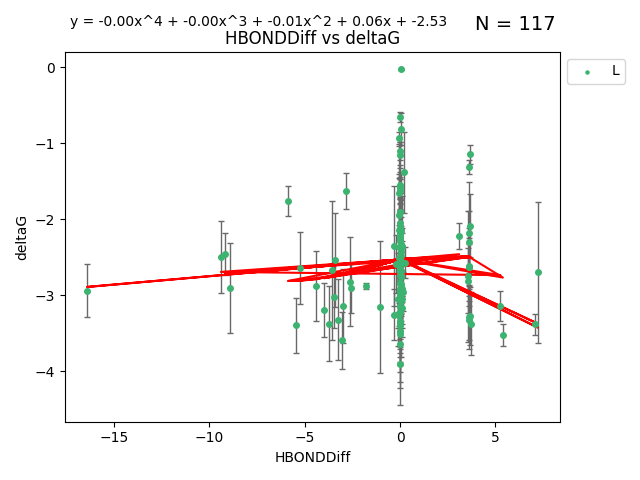 y = -0.00x^4 + -0.00x^3 + -0.01x^2 + 0.06x + -2.53
N = 117
HBONDDiff vs deltaG
L
0
−1
−2
−3
−4
deltaG
−15 −10 −5 0 5
HBONDDiff